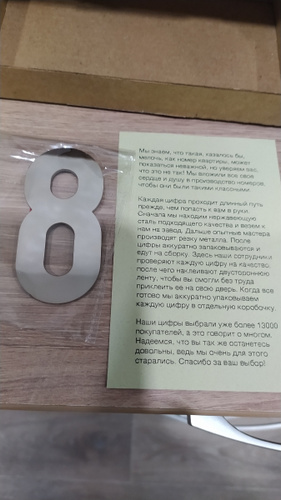 8
Мы знаем, что такая, казалось бы,
мелочь, как номер квартиры, может
показаться неважной, но уверяем вас,
что это не так! Мы вложили все свое
сердце и душу в производство номеров,
чтобы они были такими классными.
Каждая цифра проходит длинный путь
прежде, чем попасть к вам в руки.
Сначала мы находим нержавеющую
сталь подходящего качества и везем к
нам на завод. Дальше опытные мастера
производят резку металла. После
цифры аккуратно запаковываются и
едут на сборку. Здесь наши сотрудники
проверяют каждую цифру на качество,
после чего наклеивают двустороннюю
ленту, чтобы вы смогли без труда
приклеить ее на свою дверь. Когда все
готово мы аккуратно упаковываем
каждую цифру в отдельную коробочку.
Наши цифры выбрали уже более 13000
покупателей, а это говорит о многом.
Надеемся, что вы так же останетесь
довольны, ведь мы очень для этого
старались. Спасибо за ваш выбор!